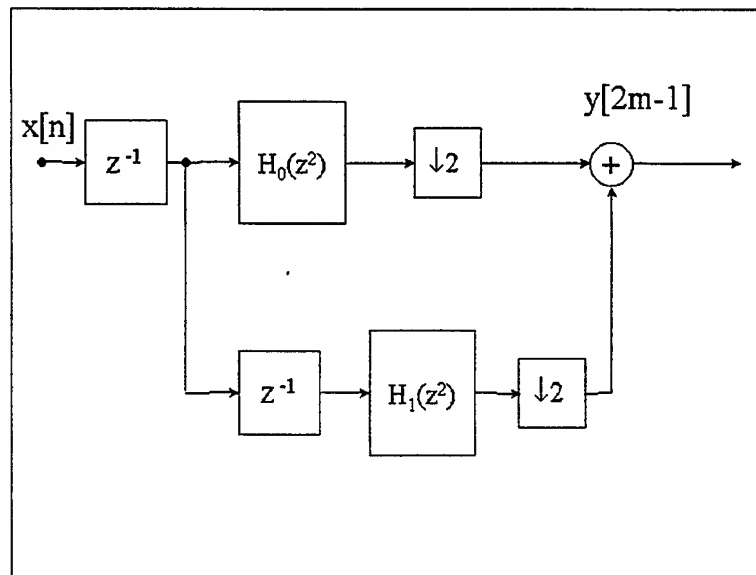 y[2m-1]
x[n]
z⁻¹
H₀(z²)
↓2
+
z⁻¹
H₁(z²)
↓2